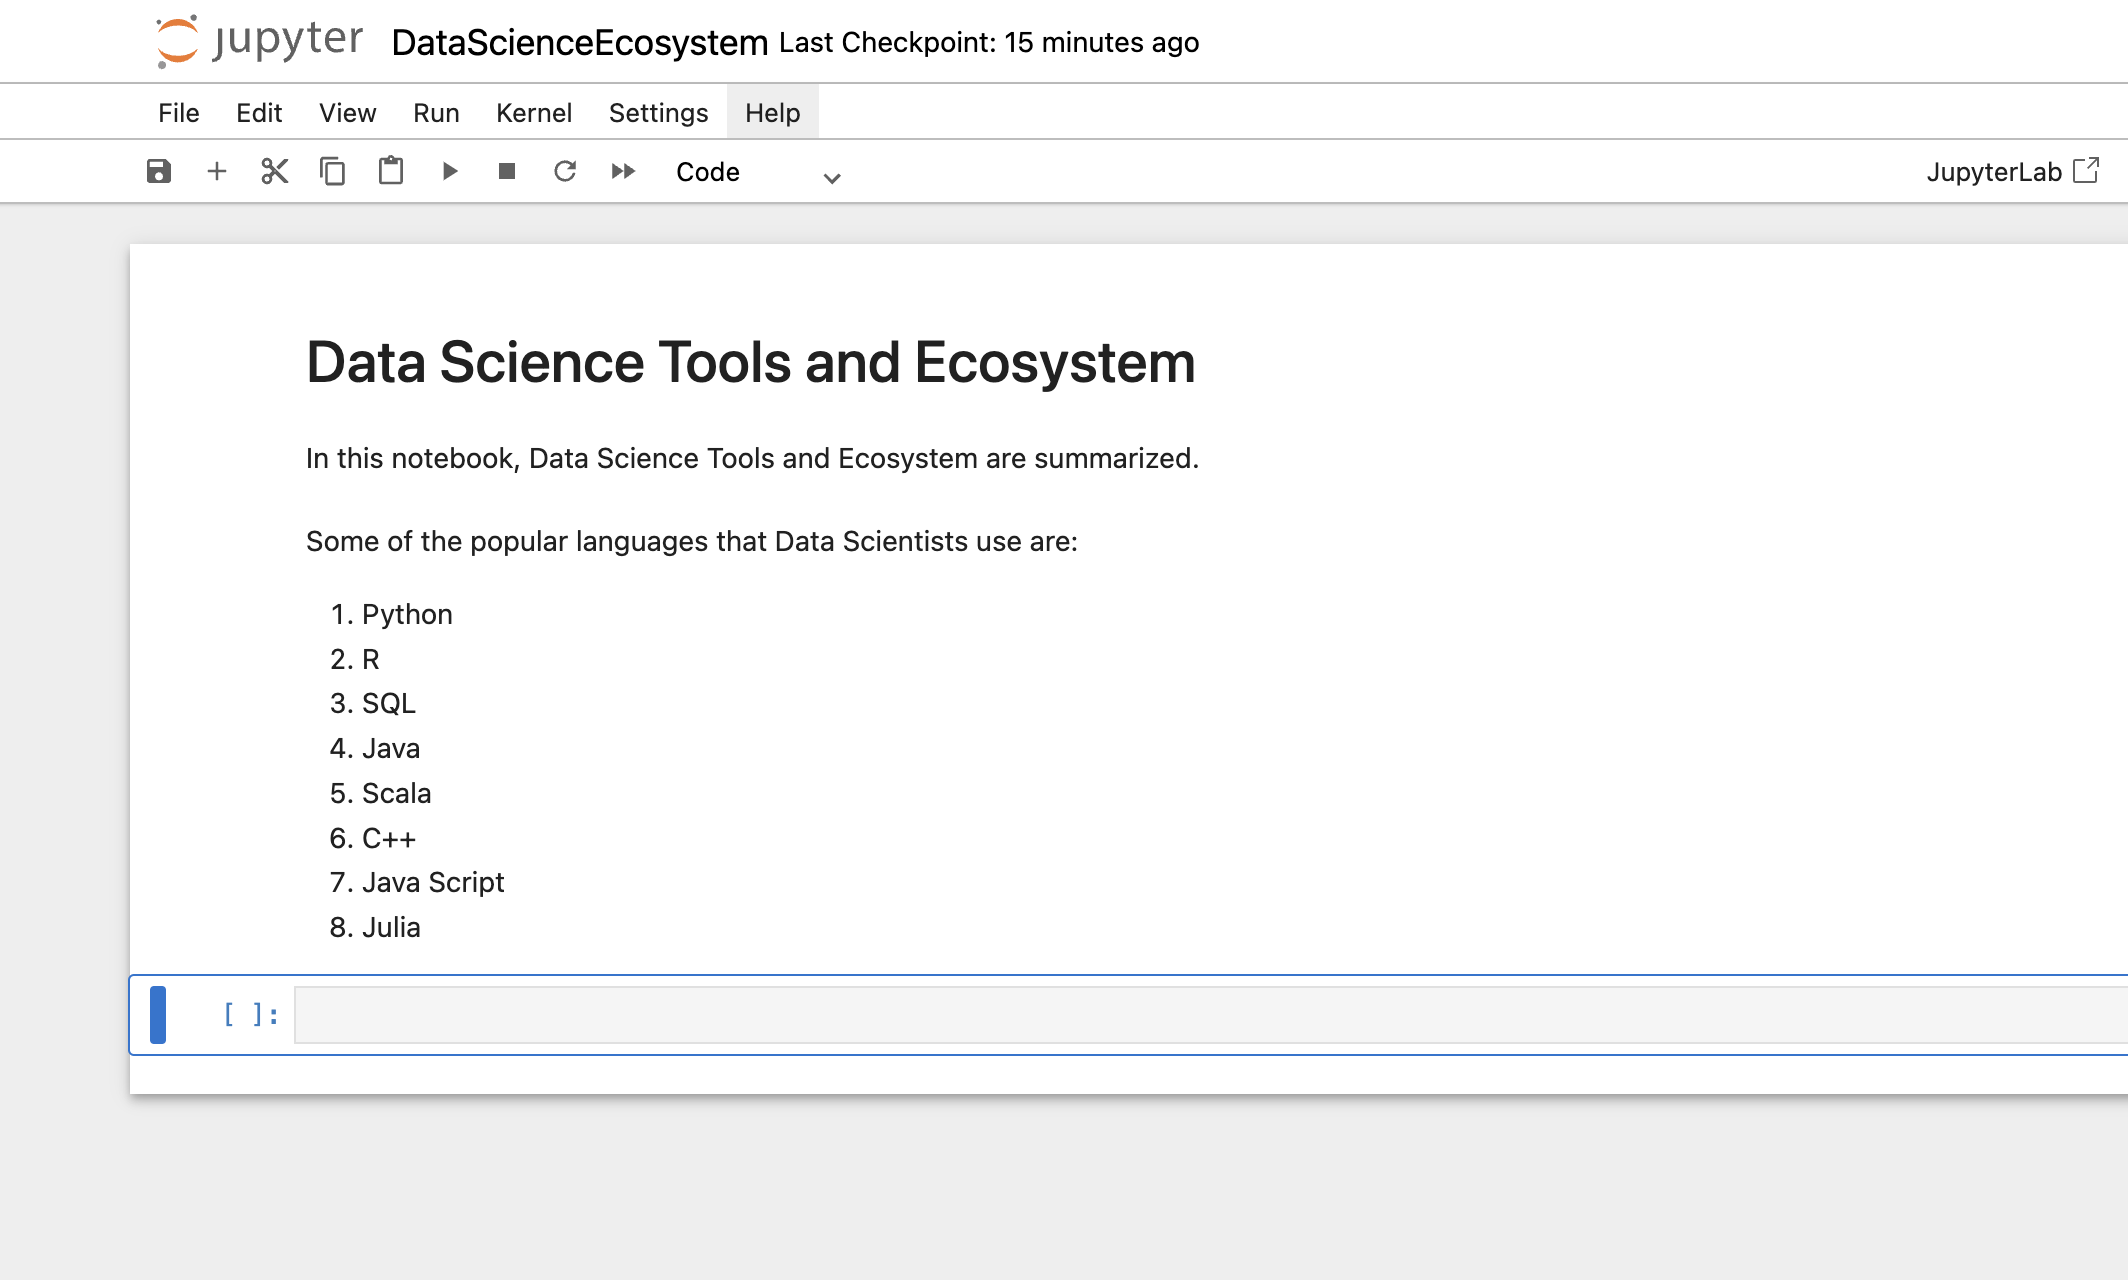 jupyter DataScienceEcosystem Last Checkpoint: 15 minutes ago
File Edit View Run Kernel Settings Help
Code JupyterLab
Data Science Tools and Ecosystem
In this notebook, Data Science Tools and Ecosystem are summarized.
Some of the popular languages that Data Scientists use are:
1. Python
2. R
3. SQL
4. Java
5. Scala
6. C++
7. Java Script
8. Julia
[ ]: